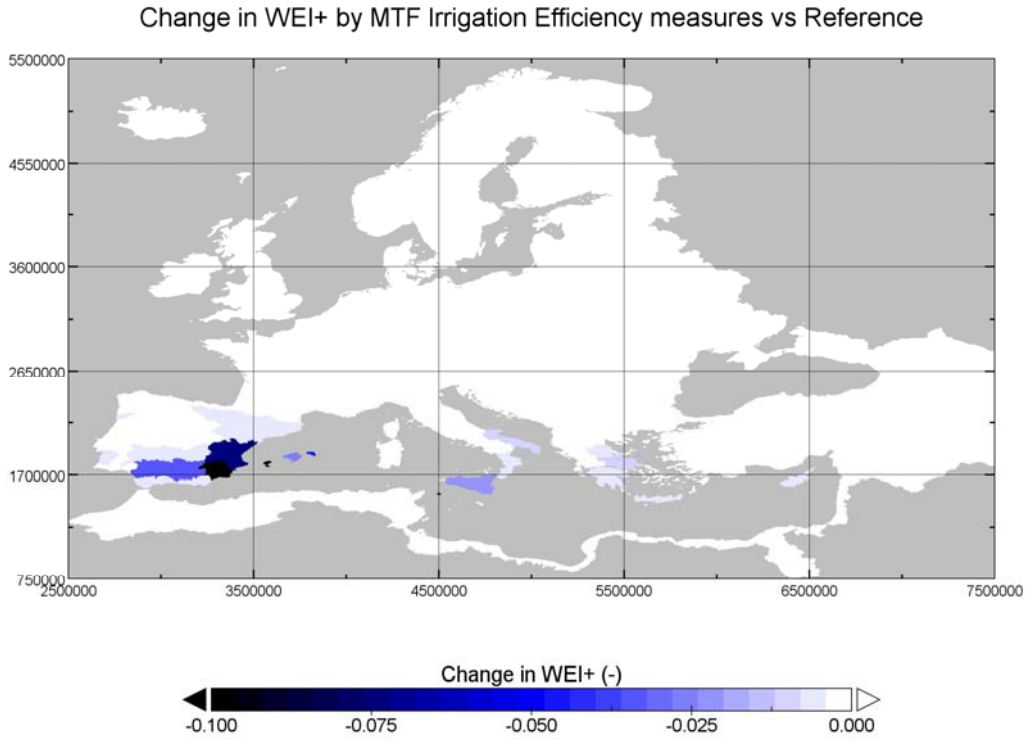 Change in WEI+ by MTF Irrigation Efficiency measures vs Reference
5500000
4550000
3600000
2650000
1700000
750000
2500000 3500000 4500000 5500000 6500000 7500000
Change in WEI+ (-)
-0.100 -0.075 -0.050 -0.025 0.000